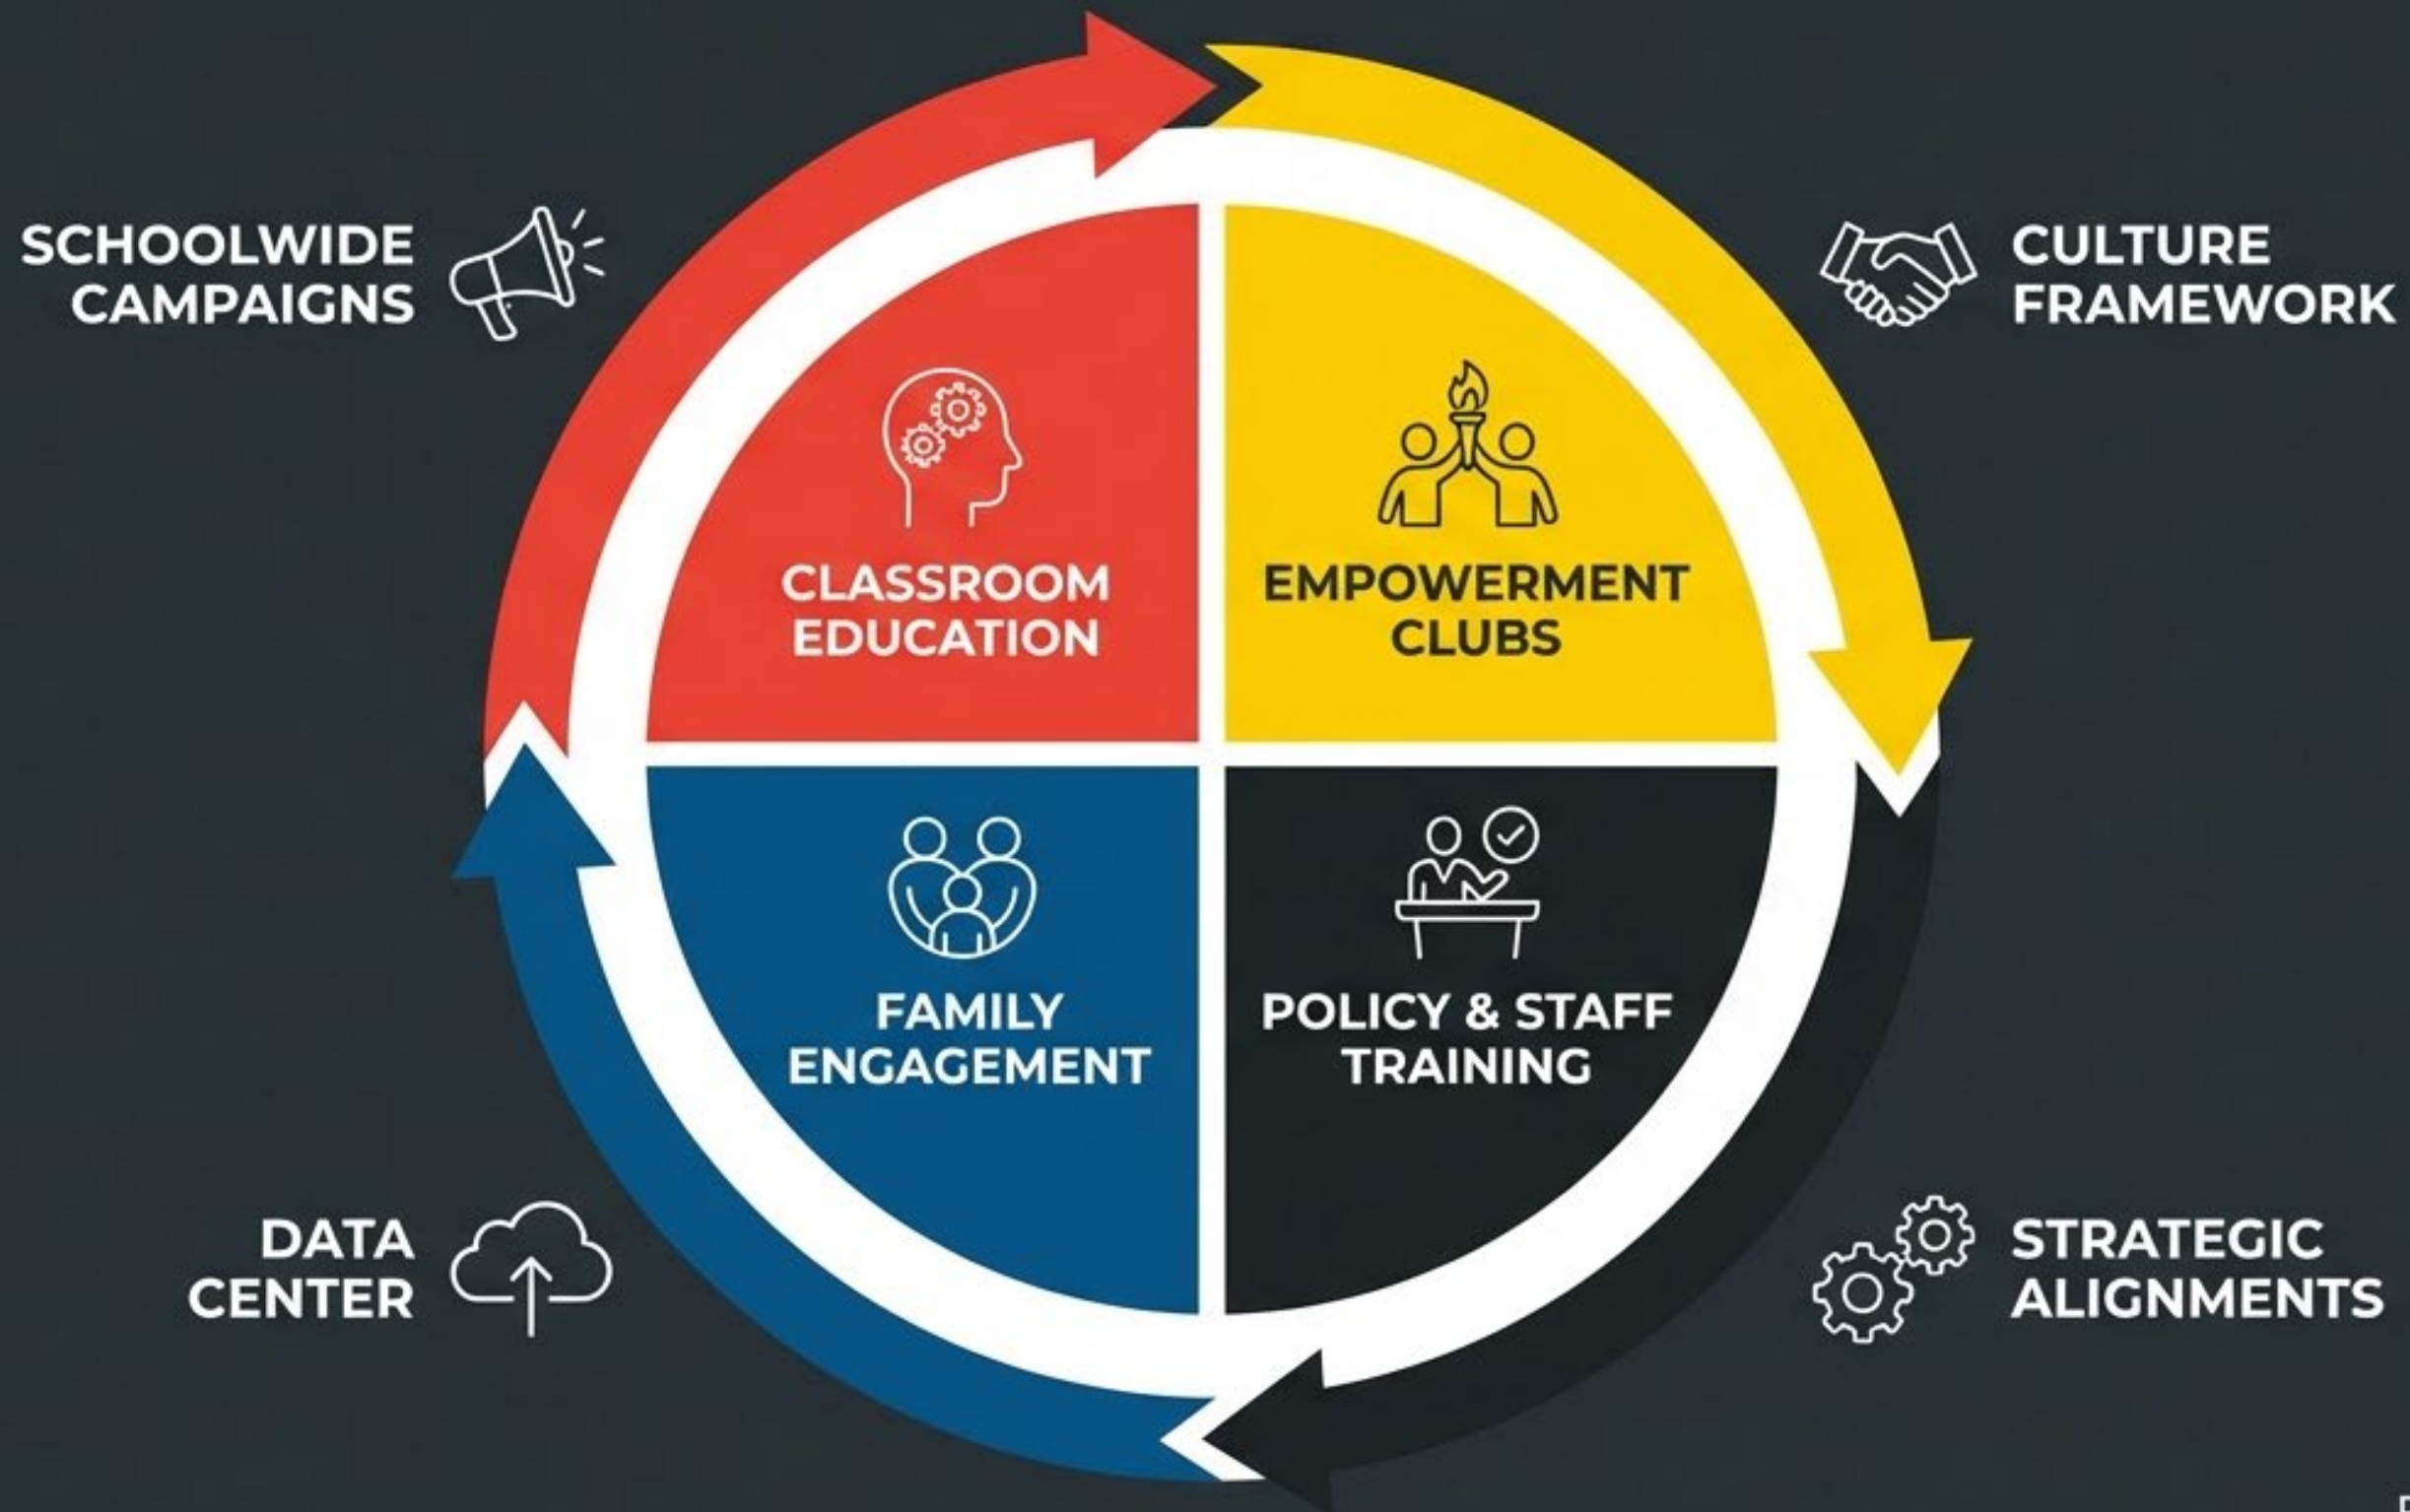 SCHOOLWIDE
CAMPAIGNS
CULTURE
FRAMEWORK
CLASSROOM
EDUCATION
EMPOWERMENT
CLUBS
FAMILY
ENGAGEMENT
POLICY & STAFF
TRAINING
DATA
CENTER
STRATEGIC
ALIGNMENTS